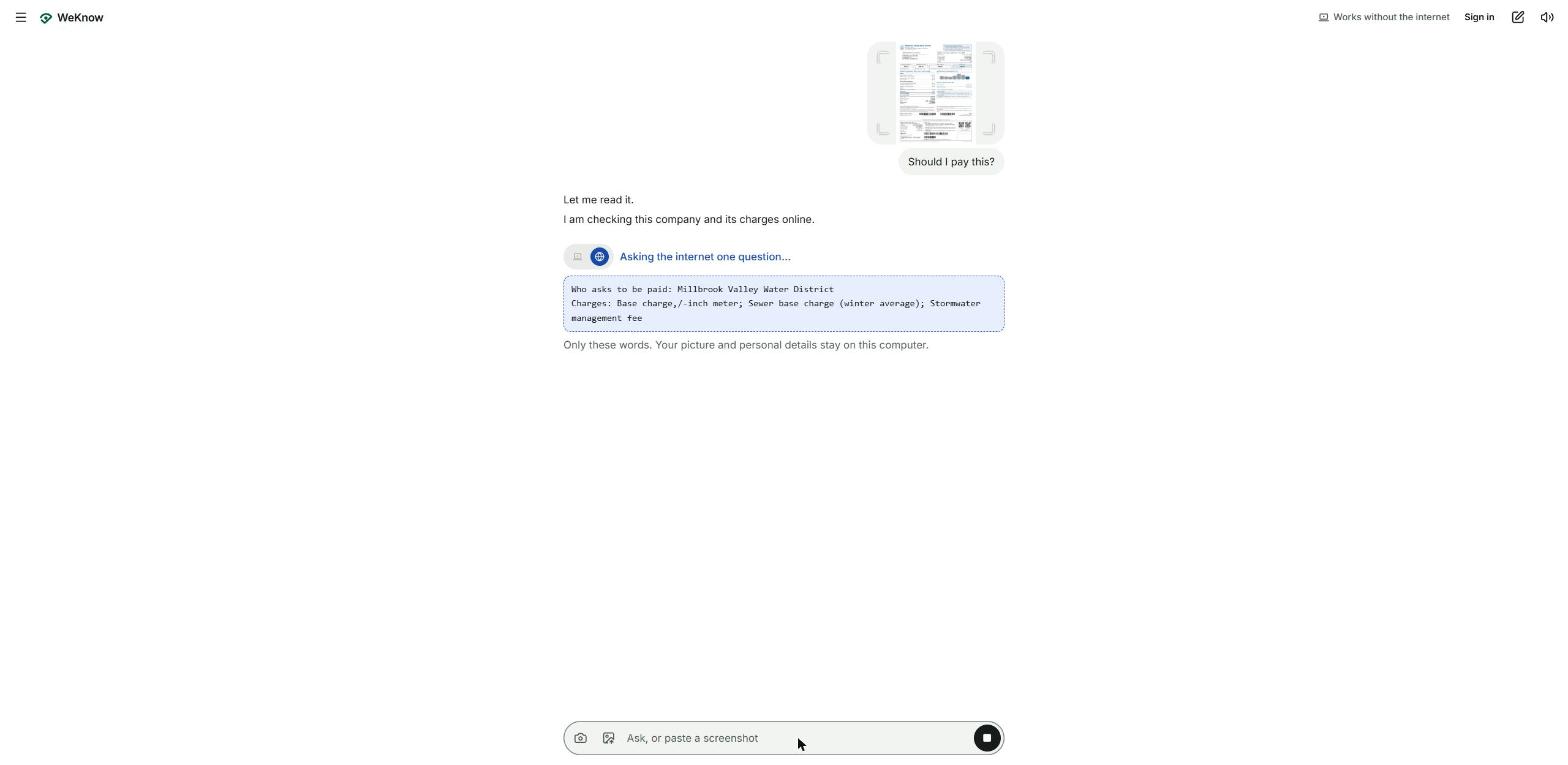 WeKnow
Works without the internet
Sign in
Should I pay this?
Let me read it.
I am checking this company and its charges online.
Asking the internet one question...
Who asks to be paid: Millbrook Valley Water District
Charges: Base charge,/-inch meter; Sewer base charge (winter average); Stormwater
management fee
Only these words. Your picture and personal details stay on this computer.
Ask, or paste a screenshot